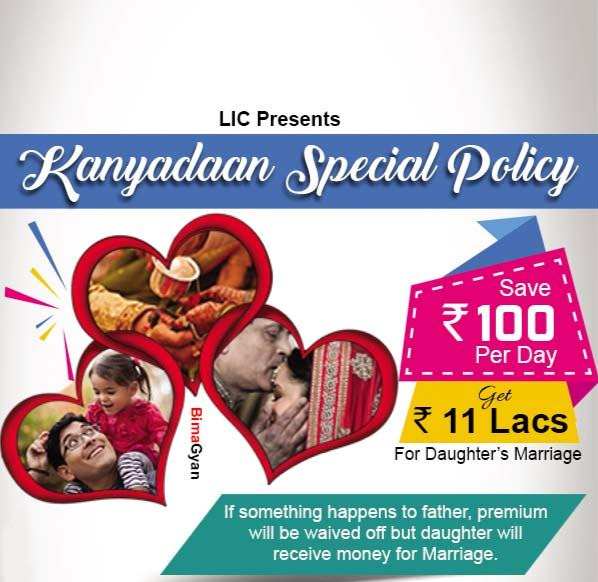 LIC Presents
Kanyadaan Special Policy
Save
₹ 100
Per Day
Get
₹ 11 Lacs
For Daughter's Marriage
BimaGyan
If something happens to father, premium
will be waived off but daughter will
receive money for Marriage.